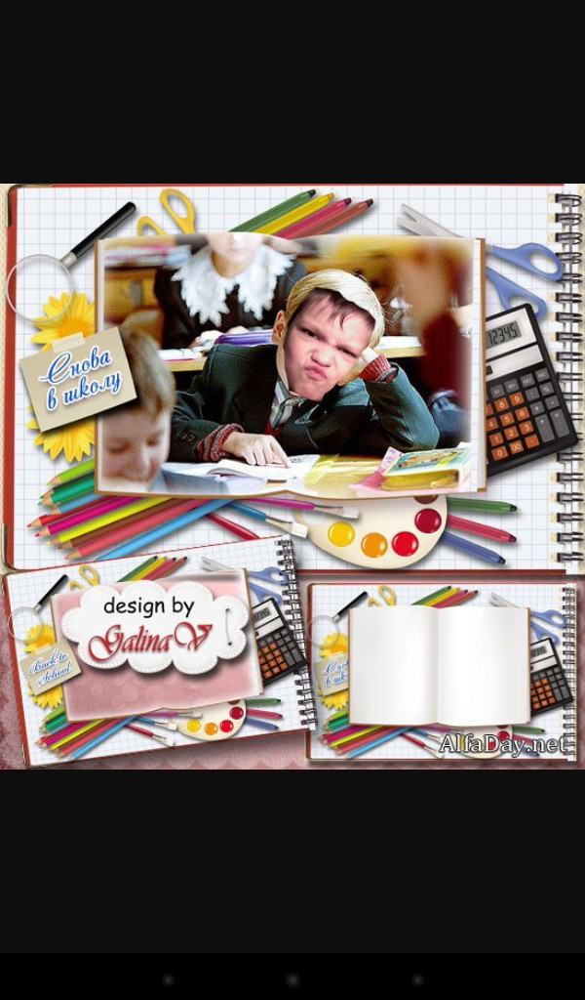 Снова
в школу
12345
design by
GalinaV
Back to
School
AlfaDay.net